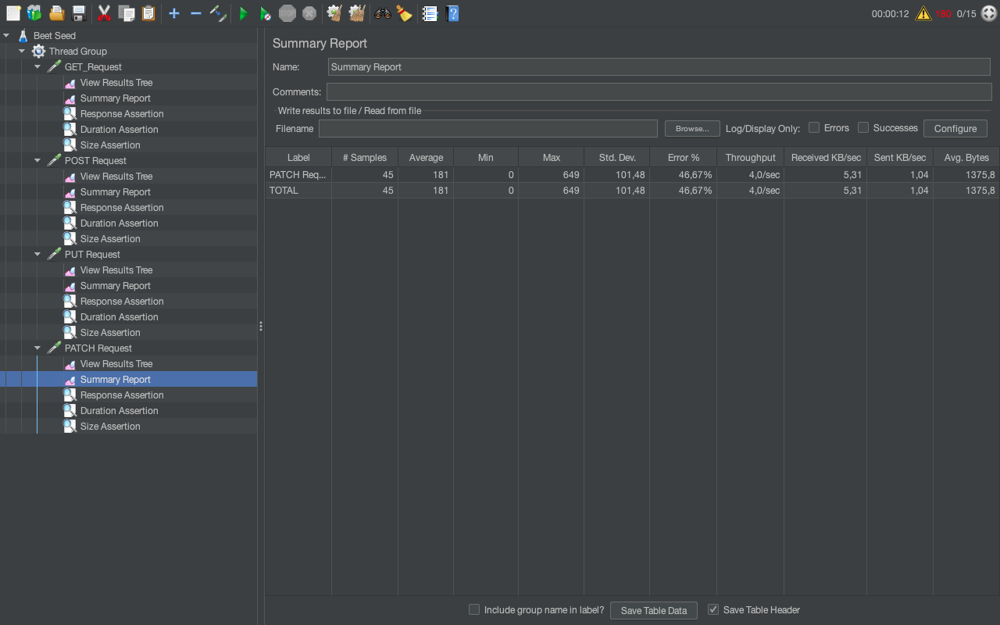 00:00:12 180 0/15
Beet Seed
Thread Group
GET_Request
View Results Tree
Summary Report
Response Assertion
Duration Assertion
Size Assertion
POST Request
View Results Tree
Summary Report
Response Assertion
Duration Assertion
Size Assertion
PUT Request
View Results Tree
Summary Report
Response Assertion
Duration Assertion
Size Assertion
PATCH Request
View Results Tree
Summary Report
Response Assertion
Duration Assertion
Size Assertion
Summary Report
Name: Summary Report
Comments:
Write results to file / Read from file
Filename Browse... Log/Display Only: Errors Successes Configure
Label # Samples Average Min Max Std. Dev. Error % Throughput Received KB/sec Sent KB/sec Avg. Bytes
PATCH Req... 45 181 0 649 101,48 46,67% 4,0/sec 5,31 1,04 1375,8
TOTAL 45 181 0 649 101,48 46,67% 4,0/sec 5,31 1,04 1375,8
Include group name in label? Save Table Data Save Table Header